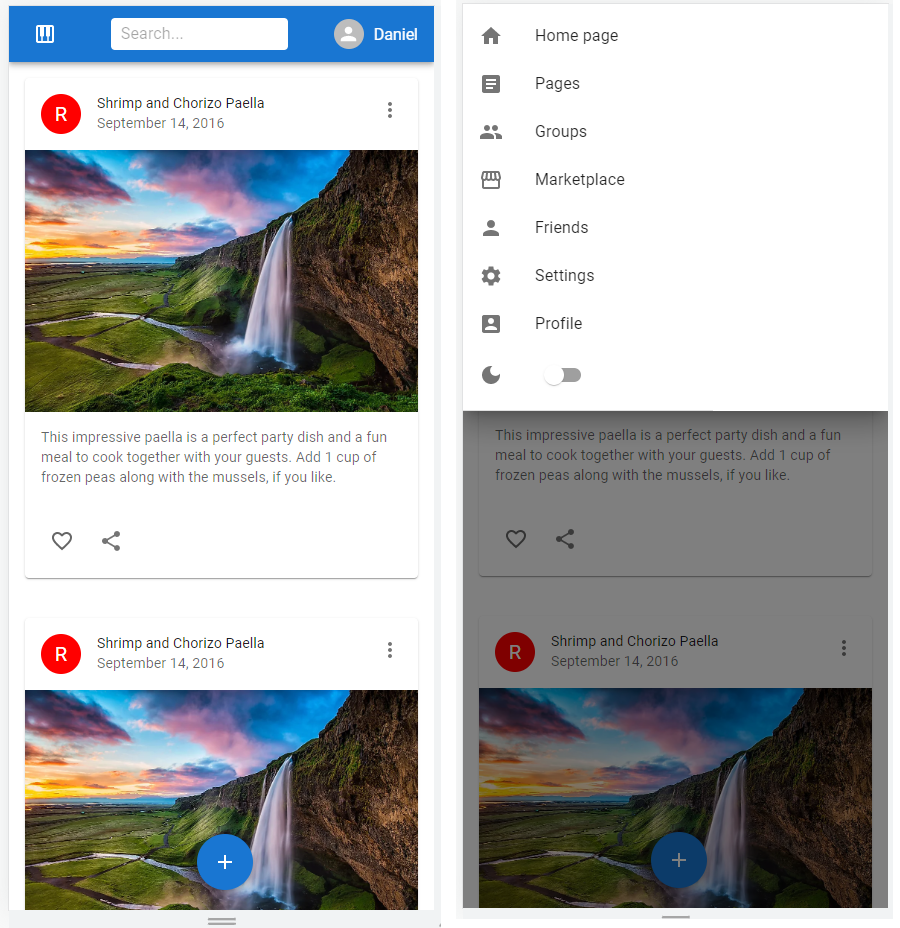 Search...
Daniel
R
Shrimp and Chorizo Paella
September 14, 2016
This impressive paella is a perfect party dish and a fun
meal to cook together with your guests. Add 1 cup of
frozen peas along with the mussels, if you like.
R
Shrimp and Chorizo Paella
September 14, 2016
Home page
Pages
Groups
Marketplace
Friends
Settings
Profile
This impressive paella is a perfect party dish and a fun
meal to cook together with your guests. Add 1 cup of
frozen peas along with the mussels, if you like.
R
Shrimp and Chorizo Paella
September 14, 2016